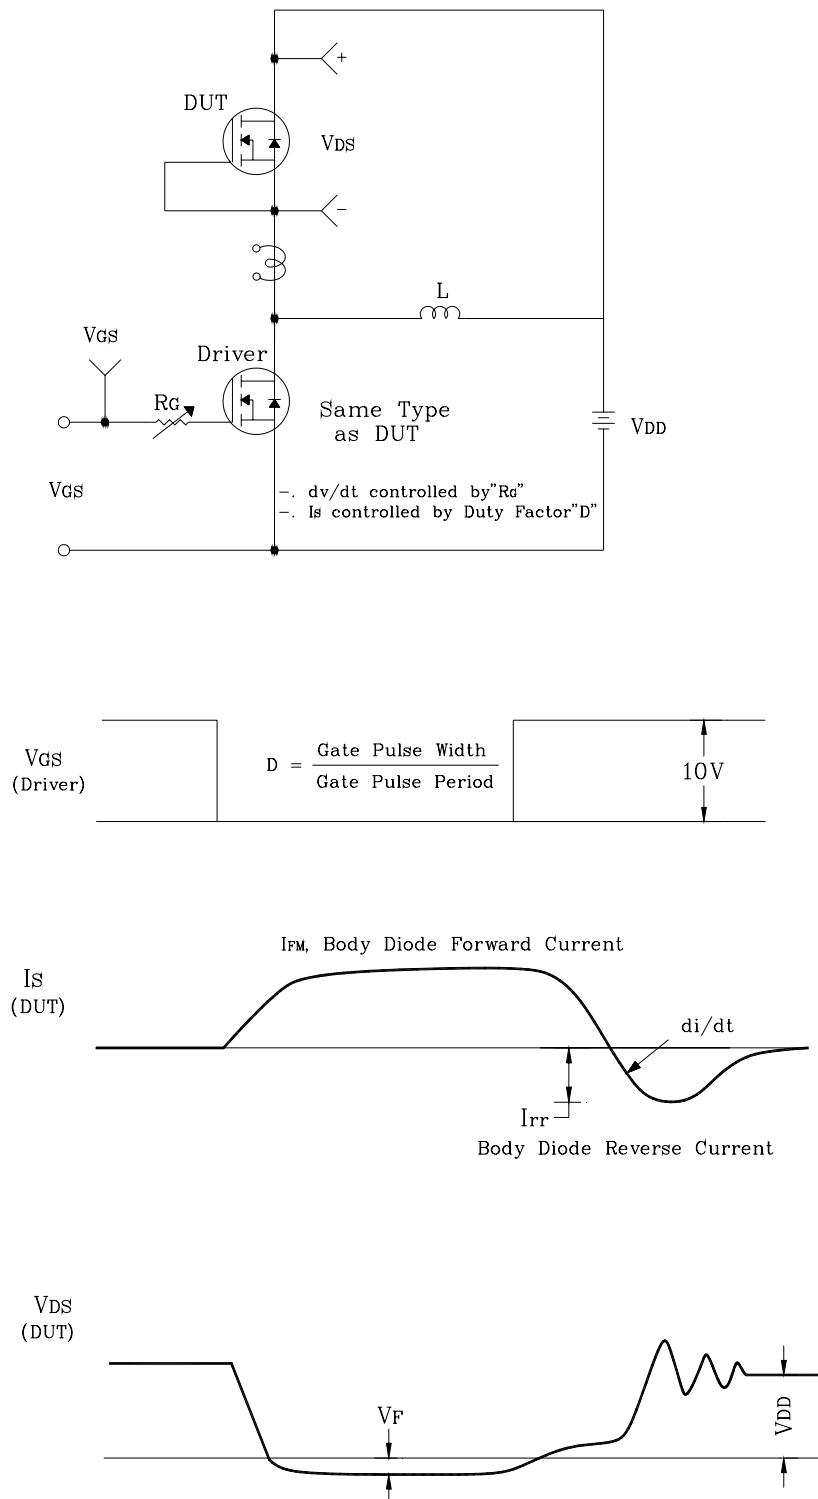 +
DUT
VDS
−
L
VGS
Driver
RG
Same Type
as DUT
VDD
VGS
−. dv/dt controlled by"RG"
−. Is controlled by Duty Factor"D"
VGS
(Driver)
D = Gate Pulse Width
Gate Pulse Period
10V
IFM, Body Diode Forward Current
IS
(DUT)
di/dt
Irr
Body Diode Reverse Current
VDS
(DUT)
VF
VDD